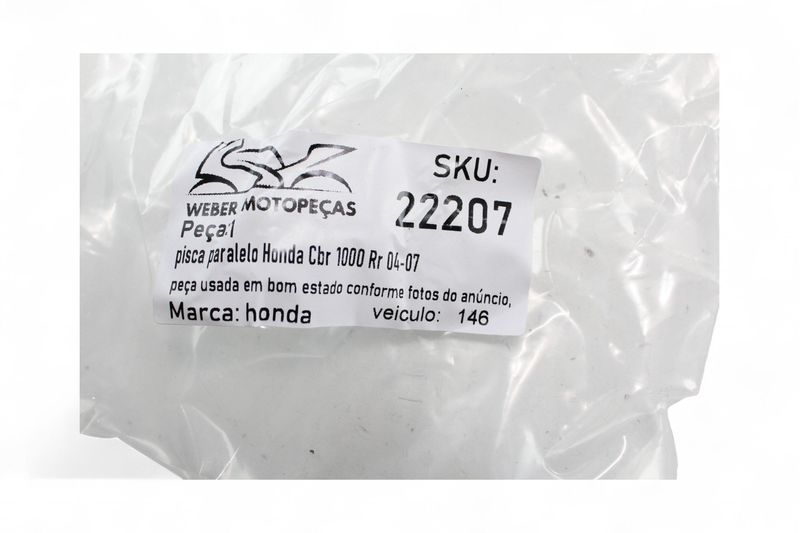 WEBER MOTOPEÇAS
SKU:
22207
Peça:1
pisca paralelo Honda Cbr 1000 Rr 04-07
peça usada em bom estado conforme fotos do anúncio,
Marca: honda
veiculo: 146